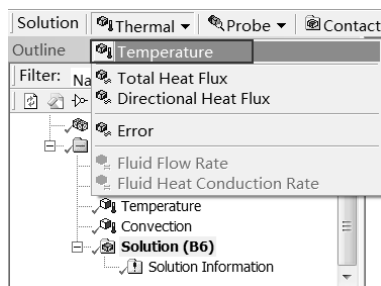 Solution Thermal Probe Contact
Outline Temperature
Filter: Na Total Heat Flux
Directional Heat Flux
Error
Fluid Flow Rate
Fluid Heat Conduction Rate
Temperature
Convection
Solution (B6)
Solution Information